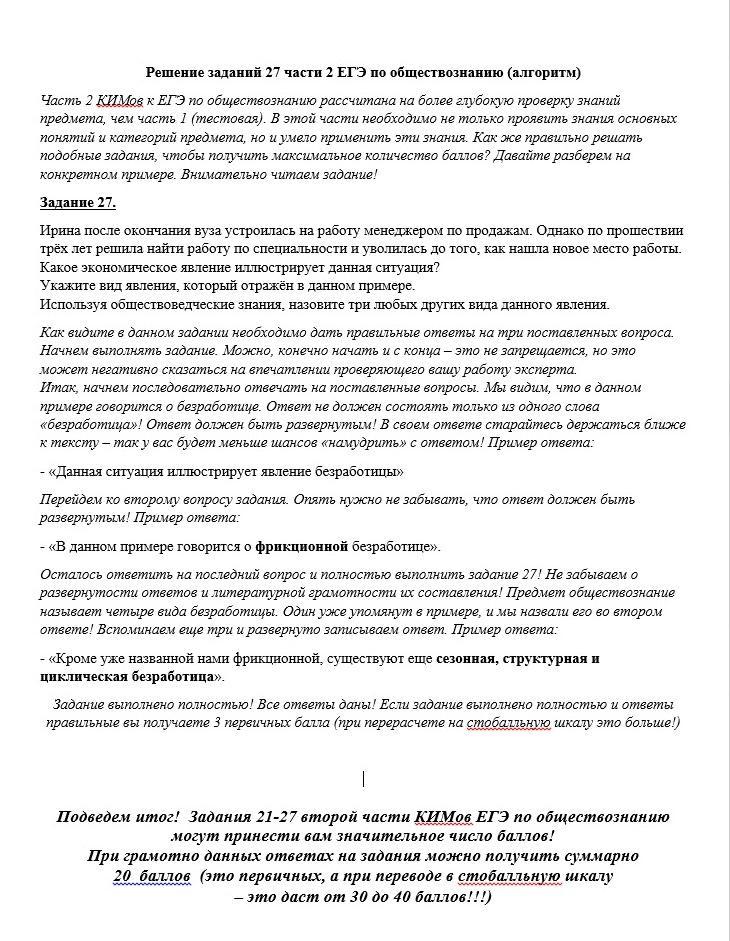 Решение заданий 27 части 2 ЕГЭ по обществознанию (алгоритм)
Часть 2 КИМов к ЕГЭ по обществознанию рассчитана на более глубокую проверку знаний
предмета, чем часть 1 (тестовая). В этой части необходимо не только проявить знания основных
понятий и категорий предмета, но и умело применить эти знания. Как же правильно решать
подобные задания, чтобы получить максимальное количество баллов? Давайте разберем на
конкретном примере. Внимательно читаем задание!
Задание 27.
Ирина после окончания вуза устроилась на работу менеджером по продажам. Однако по прошествии
трёх лет решила найти работу по специальности и уволилась до того, как нашла новое место работы.
Какое экономическое явление иллюстрирует данная ситуация?
Укажите вид явления, который отражён в данном примере.
Используя обществоведческие знания, назовите три любых других вида данного явления.
Как видите в данном задании необходимо дать правильные ответы на три поставленных вопроса.
Начнем выполнять задание. Можно, конечно начать и с конца – это не запрещается, но это
может негативно сказаться на впечатлении проверяющего вашу работу эксперта.
Итак, начнем последовательно отвечать на поставленные вопросы. Мы видим, что в данном
примере говорится о безработице. Ответ не должен состоять только из одного слова
«безработица»! Ответ должен быть развернутым! В своем ответе старайтесь держаться ближе
к тексту – так у вас будет меньше шансов «намудрить» с ответом! Пример ответа:
- «Данная ситуация иллюстрирует явление безработицы»
Перейдем ко второму вопросу задания. Опять нужно не забывать, что ответ должен быть
развернутым! Пример ответа:
- «В данном примере говорится о фрикционной безработице».
Осталось ответить на последний вопрос и полностью выполнить задание 27! Не забываем о
развернутости ответов и литературной грамотности их составления! Предмет обществознание
называет четыре вида безработицы. Один уже упомянут в примере, и мы назвали его во втором
ответе! Вспоминаем еще три и развернуто записываем ответ. Пример ответа:
- «Кроме уже названной нами фрикционной, существуют еще сезонная, структурная и
циклическая безработица».
Задание выполнено полностью! Все ответы даны! Если задание выполнено полностью и ответы
правильные вы получаете 3 первичных балла (при перерасчете на стобалльную шкалу это больше!)
Подведем итог! Задания 21-27 второй части КИМов ЕГЭ по обществознанию
могут принести вам значительное число баллов!
При грамотно данных ответах на задания можно получить суммарно
20 баллов (это первичных, а при переводе в стобалльную шкалу
– это даст от 30 до 40 баллов!!!)